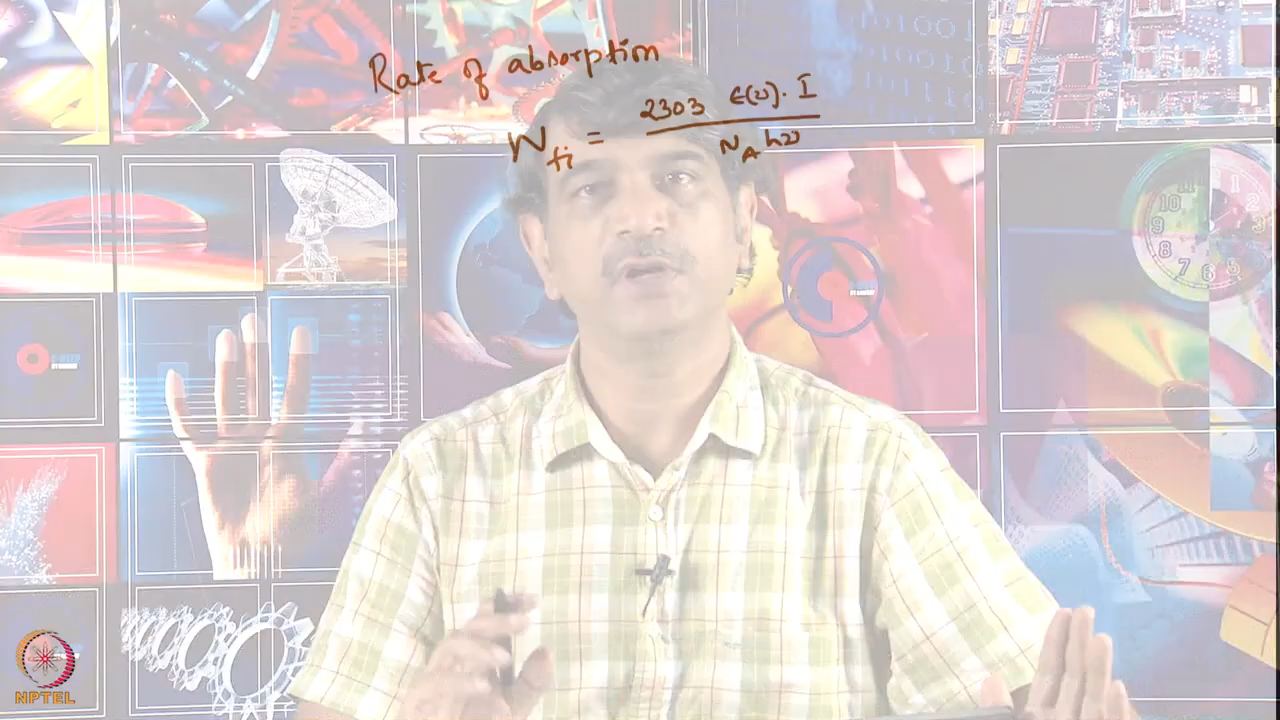 Rate of absorption
W_fi = 2303 ε(ν)·I / N_A hν
NPTEL